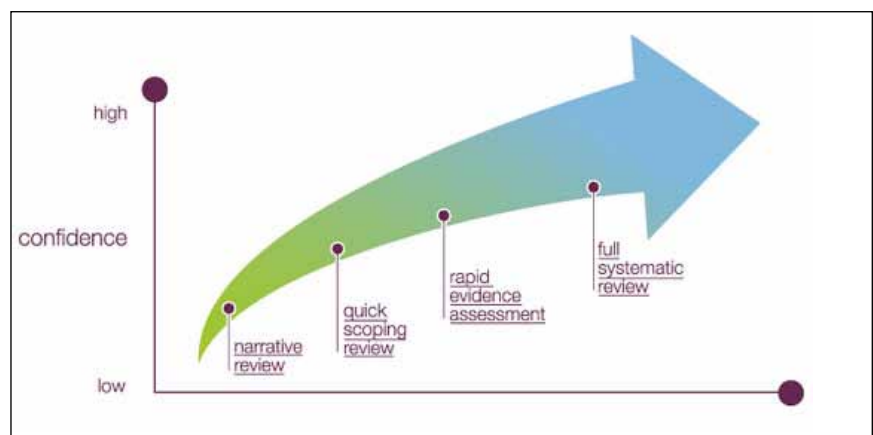 high
confidence
low
narrative
review
quick
scoping
review
rapid
evidence
assessment
full
systematic
review